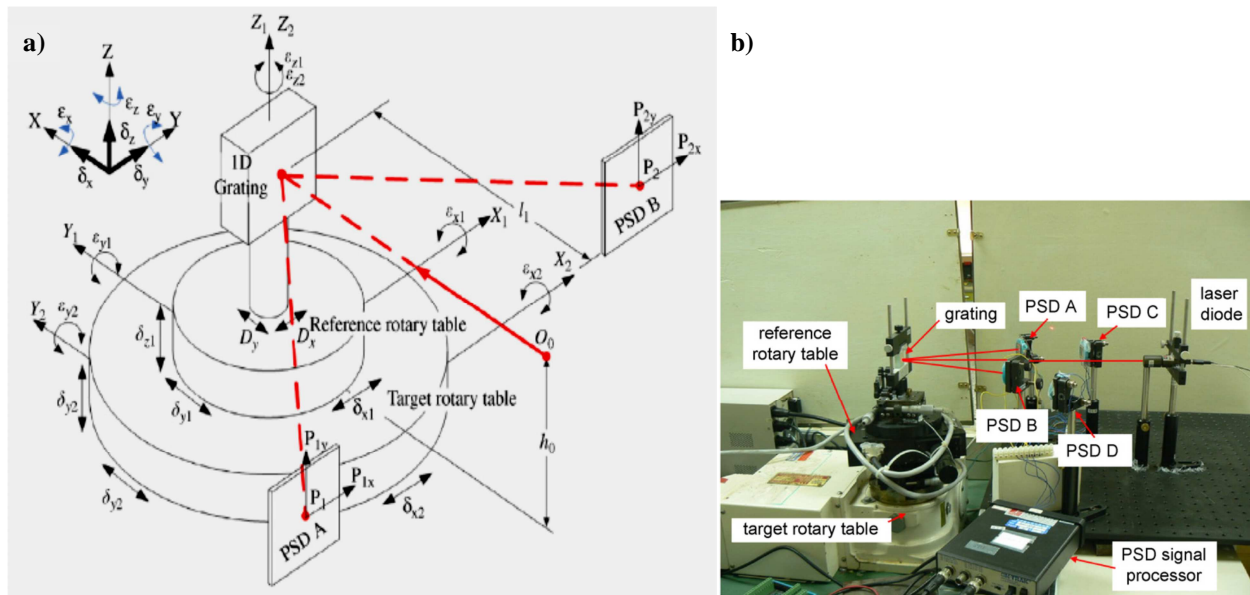 a)
Z₁
Z₂
εz1
εz2
Z
εx
εz
εy
X
Y
δz
δx
δy
1D
Grating
P2y
P2x
P₂
PSD B
l₁
X₁
εx1
X₂
εx2
Y₁
εy1
Y₂
εy2
Dy
Dx
Reference rotary table
O₀
δz1
Target rotary table
δy2
δy1
δx1
h₀
P1y
P1x
P₁
PSD A
δy2
δx2
b)
laser
diode
PSD A
PSD C
grating
reference
rotary table
PSD B
PSD D
target rotary table
PSD signal
processor